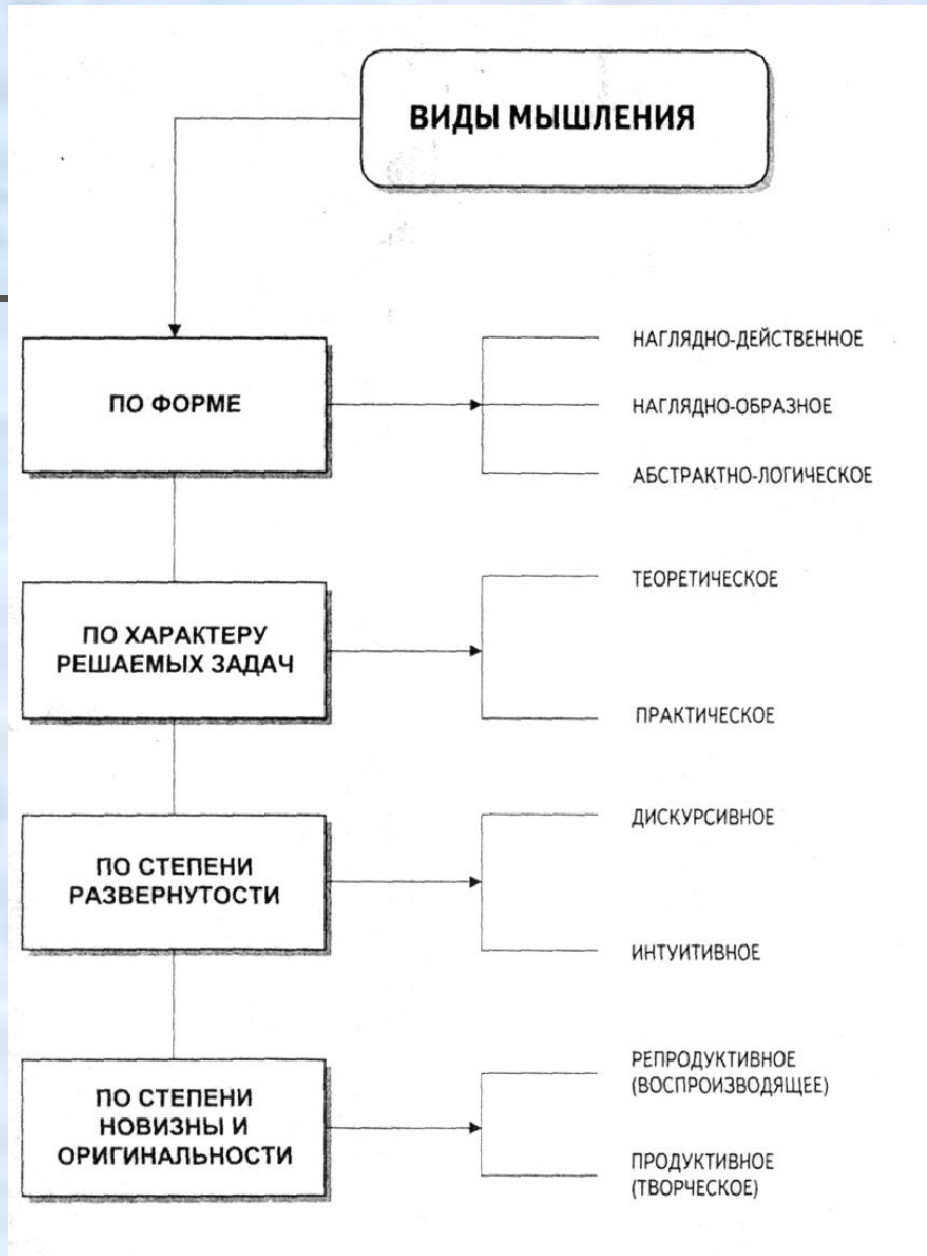 ВИДЫ МЫШЛЕНИЯ
ПО ФОРМЕ
НАГЛЯДНО-ДЕЙСТВЕННОЕ
НАГЛЯДНО-ОБРАЗНОЕ
АБСТРАКТНО-ЛОГИЧЕСКОЕ
ПО ХАРАКТЕРУ
РЕШАЕМЫХ ЗАДАЧ
ТЕОРЕТИЧЕСКОЕ
ПРАКТИЧЕСКОЕ
ПО СТЕПЕНИ
РАЗВЕРНУТОСТИ
ДИСКУРСИВНОЕ
ИНТУИТИВНОЕ
ПО СТЕПЕНИ
НОВИЗНЫ И
ОРИГИНАЛЬНОСТИ
РЕПРОДУКТИВНОЕ
(ВОСПРОИЗВОДЯЩЕЕ)
ПРОДУКТИВНОЕ
(ТВОРЧЕСКОЕ)